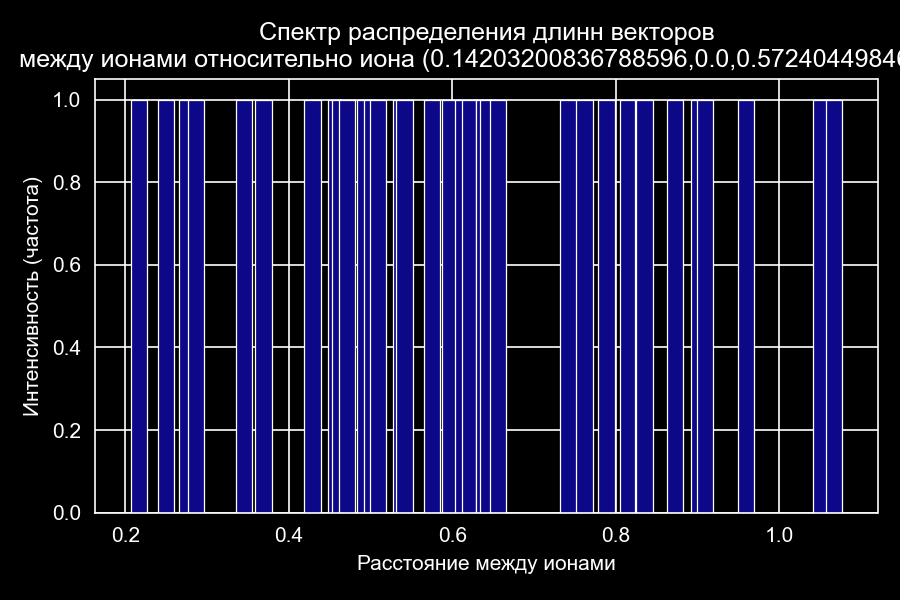 Спектр распределения длинн векторов
между ионами относительно иона (0.14203200836788596,0.0,0.5724044984
Интенсивность (частота)
1.0
0.8
0.6
0.4
0.2
0.0
0.2 0.4 0.6 0.8 1.0
Расстояние между ионами